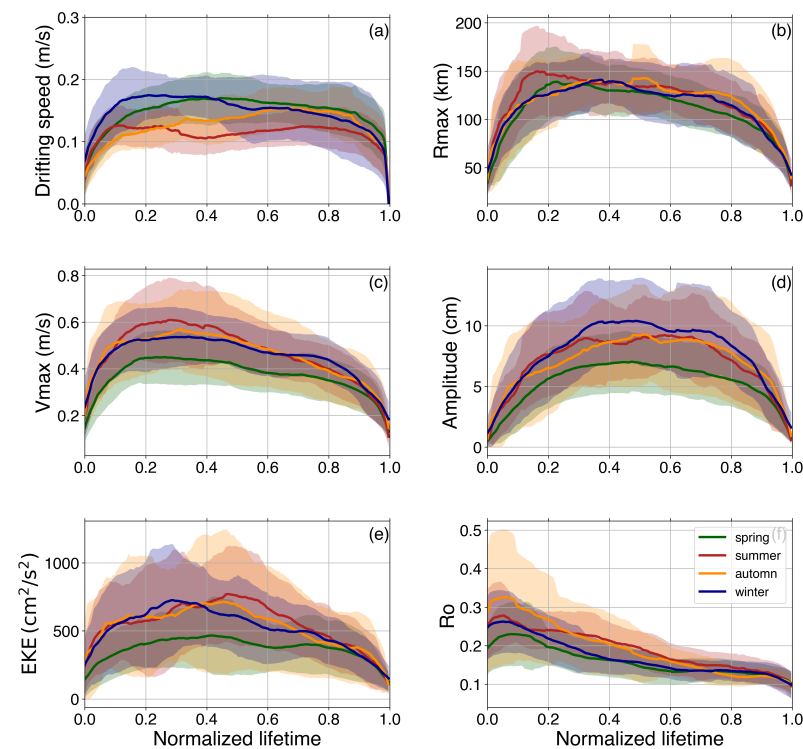 (a)
Drifting speed (m/s)
0.3
0.2
0.1
0.0
0.0 0.2 0.4 0.6 0.8 1.0
(b)
Rmax (km)
200
150
100
50
0.0 0.2 0.4 0.6 0.8 1.0
(c)
Vmax (m/s)
0.8
0.6
0.4
0.2
0.0 0.2 0.4 0.6 0.8 1.0
(d)
Amplitude (cm)
10
5
0
0.0 0.2 0.4 0.6 0.8 1.0
(e)
EKE (cm²/s²)
1000
500
0
0.0 0.2 0.4 0.6 0.8 1.0
Normalized lifetime
(f)
Ro
0.5
0.4
0.3
0.2
0.1
spring
summer
automn
winter
0.0 0.2 0.4 0.6 0.8 1.0
Normalized lifetime